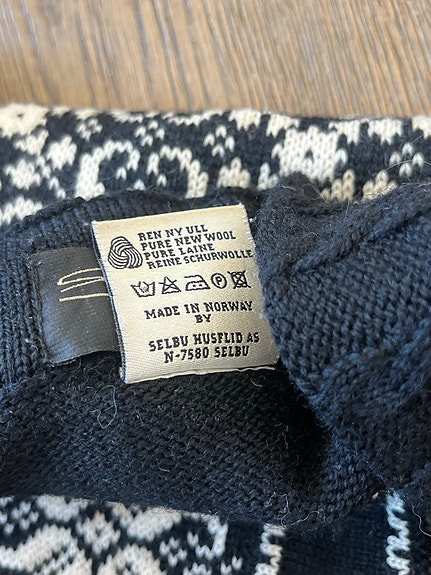 REN NY ULL
PURE NEW WOOL
PURE LAINE
REINE SCHURWOLLE
MADE IN NORWAY
BY
SELBU HUSFLID AS
N-7580 SELBU